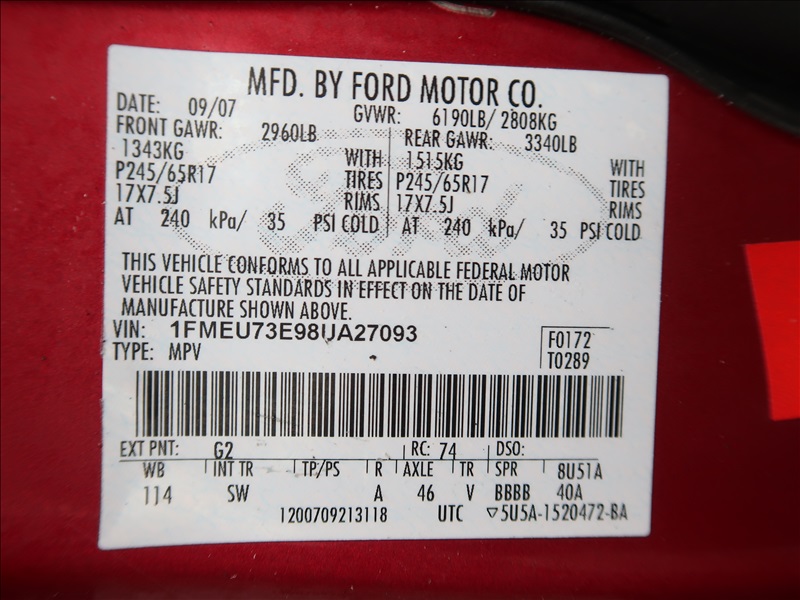 MFD. BY FORD MOTOR CO.
DATE: 09/07 GVWR: 6190LB/ 2808KG
FRONT GAWR: 2960LB REAR GAWR: 3340LB
1343KG WITH 1515KG WITH
P245/65R17 TIRES P245/65R17 TIRES
17X7.5J RIMS 17X7.5J RIMS
AT 240 kPa/ 35 PSI COLD AT 240 kPa/ 35 PSI COLD
Ford
THIS VEHICLE CONFORMS TO ALL APPLICABLE FEDERAL MOTOR
VEHICLE SAFETY STANDARDS IN EFFECT ON THE DATE OF
MANUFACTURE SHOWN ABOVE.
VIN: 1FMEU73E98UA27093
TYPE: MPV
F0172
T0289
EXT PNT: G2 RC: 74 DSO:
WB INT TR TP/PS R AXLE TR SPR 8U51A
114 SW A 46 V BBBB 40A
1200709213118 UTC ▽5U5A-1520472-BA